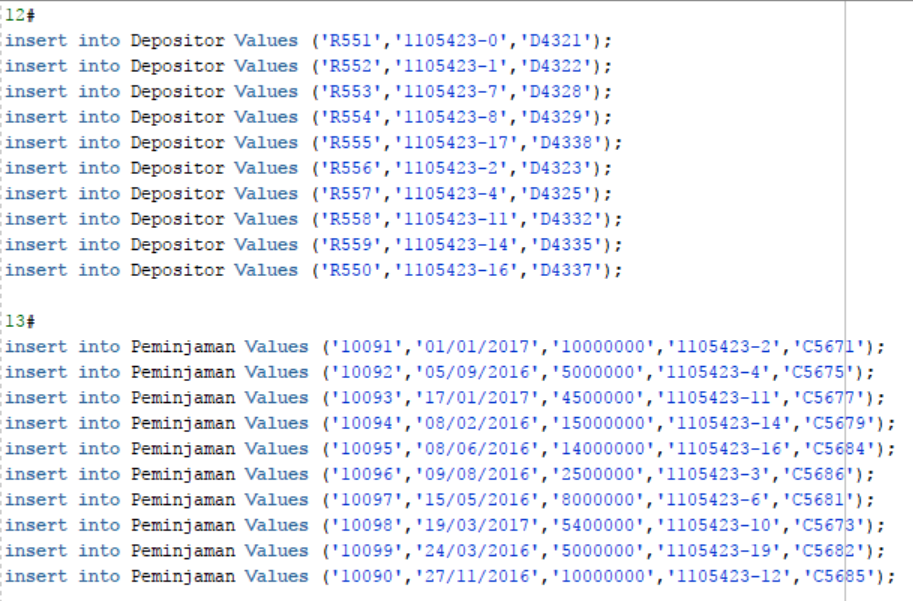 12#
insert into Depositor Values ('R551','1105423-0','D4321');
insert into Depositor Values ('R552','1105423-1','D4322');
insert into Depositor Values ('R553','1105423-7','D4328');
insert into Depositor Values ('R554','1105423-8','D4329');
insert into Depositor Values ('R555','1105423-17','D4338');
insert into Depositor Values ('R556','1105423-2','D4323');
insert into Depositor Values ('R557','1105423-4','D4325');
insert into Depositor Values ('R558','1105423-11','D4332');
insert into Depositor Values ('R559','1105423-14','D4335');
insert into Depositor Values ('R550','1105423-16','D4337');
13#
insert into Peminjaman Values ('10091','01/01/2017','10000000','1105423-2','C5671');
insert into Peminjaman Values ('10092','05/09/2016','5000000','1105423-4','C5675');
insert into Peminjaman Values ('10093','17/01/2017','4500000','1105423-11','C5677');
insert into Peminjaman Values ('10094','08/02/2016','15000000','1105423-14','C5679');
insert into Peminjaman Values ('10095','08/06/2016','14000000','1105423-16','C5684');
insert into Peminjaman Values ('10096','09/08/2016','2500000','1105423-3','C5686');
insert into Peminjaman Values ('10097','15/05/2016','8000000','1105423-6','C5681');
insert into Peminjaman Values ('10098','19/03/2017','5400000','1105423-10','C5673');
insert into Peminjaman Values ('10099','24/03/2016','5000000','1105423-19','C5682');
insert into Peminjaman Values ('10090','27/11/2016','10000000','1105423-12','C5685');